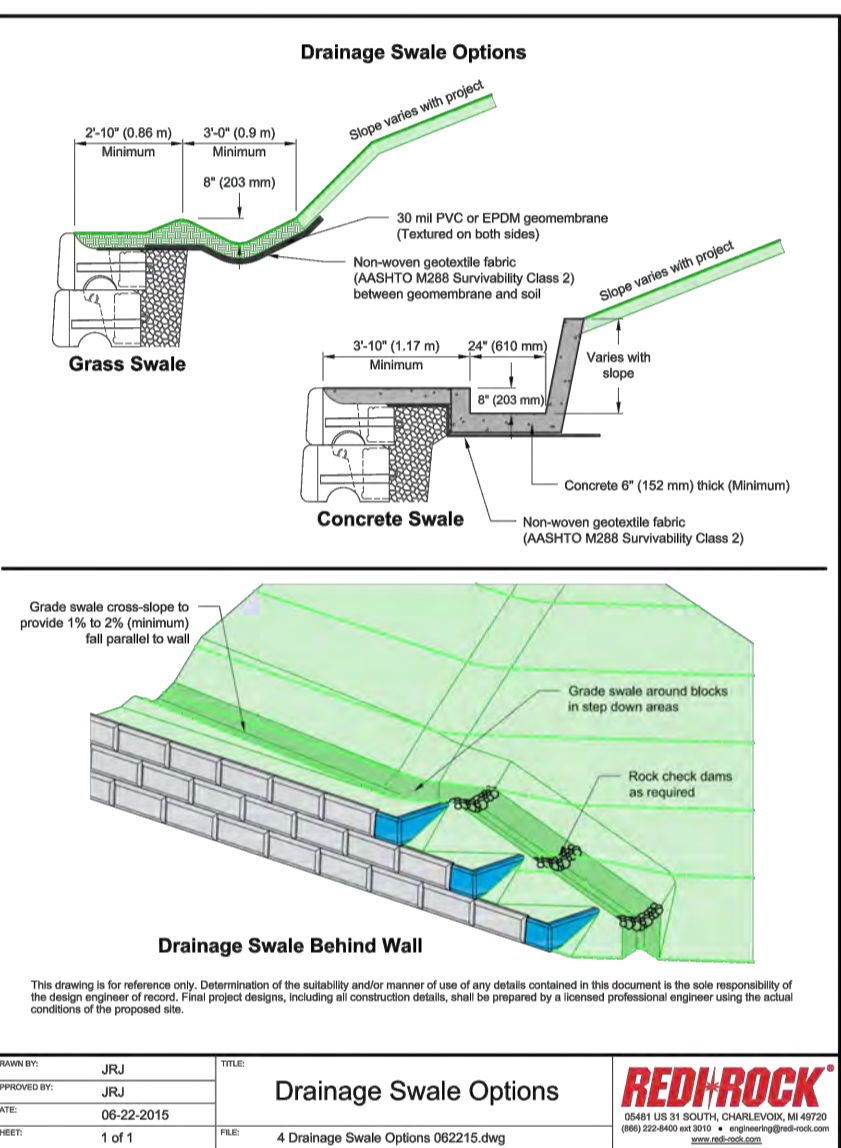 Drainage Swale Options
2'-10" (0.86 m)
Minimum
3'-0" (0.9 m)
Minimum
8" (203 mm)
Slope varies with project
30 mil PVC or EPDM geomembrane
(Textured on both sides)
Non-woven geotextile fabric
(AASHTO M288 Survivability Class 2)
between geomembrane and soil
Grass Swale
Slope varies with project
3'-10" (1.17 m)
Minimum
24" (610 mm)
8" (203 mm)
Varies with
slope
Concrete 6" (152 mm) thick (Minimum)
Concrete Swale
Non-woven geotextile fabric
(AASHTO M288 Survivability Class 2)
Grade swale cross-slope to
provide 1% to 2% (minimum)
fall parallel to wall
Grade swale around blocks
in step down areas
Rock check dams
as required
Drainage Swale Behind Wall
This drawing is for reference only. Determination of the suitability and/or manner of use of any details contained in this document is the sole responsibility of
the design engineer of record. Final project designs, including all construction details, shall be prepared by a licensed professional engineer using the actual
conditions of the proposed site.
RAWN BY: JRJ
PPROVED BY: JRJ
ATE: 06-22-2015
HEET: 1 of 1
TITLE:
Drainage Swale Options
FILE: 4 Drainage Swale Options 062215.dwg
REDI-ROCK®
05481 US 31 SOUTH, CHARLEVOIX, MI 49720
(866) 222-8400 ext 3010 • engineering@redi-rock.com
www.redi-rock.com